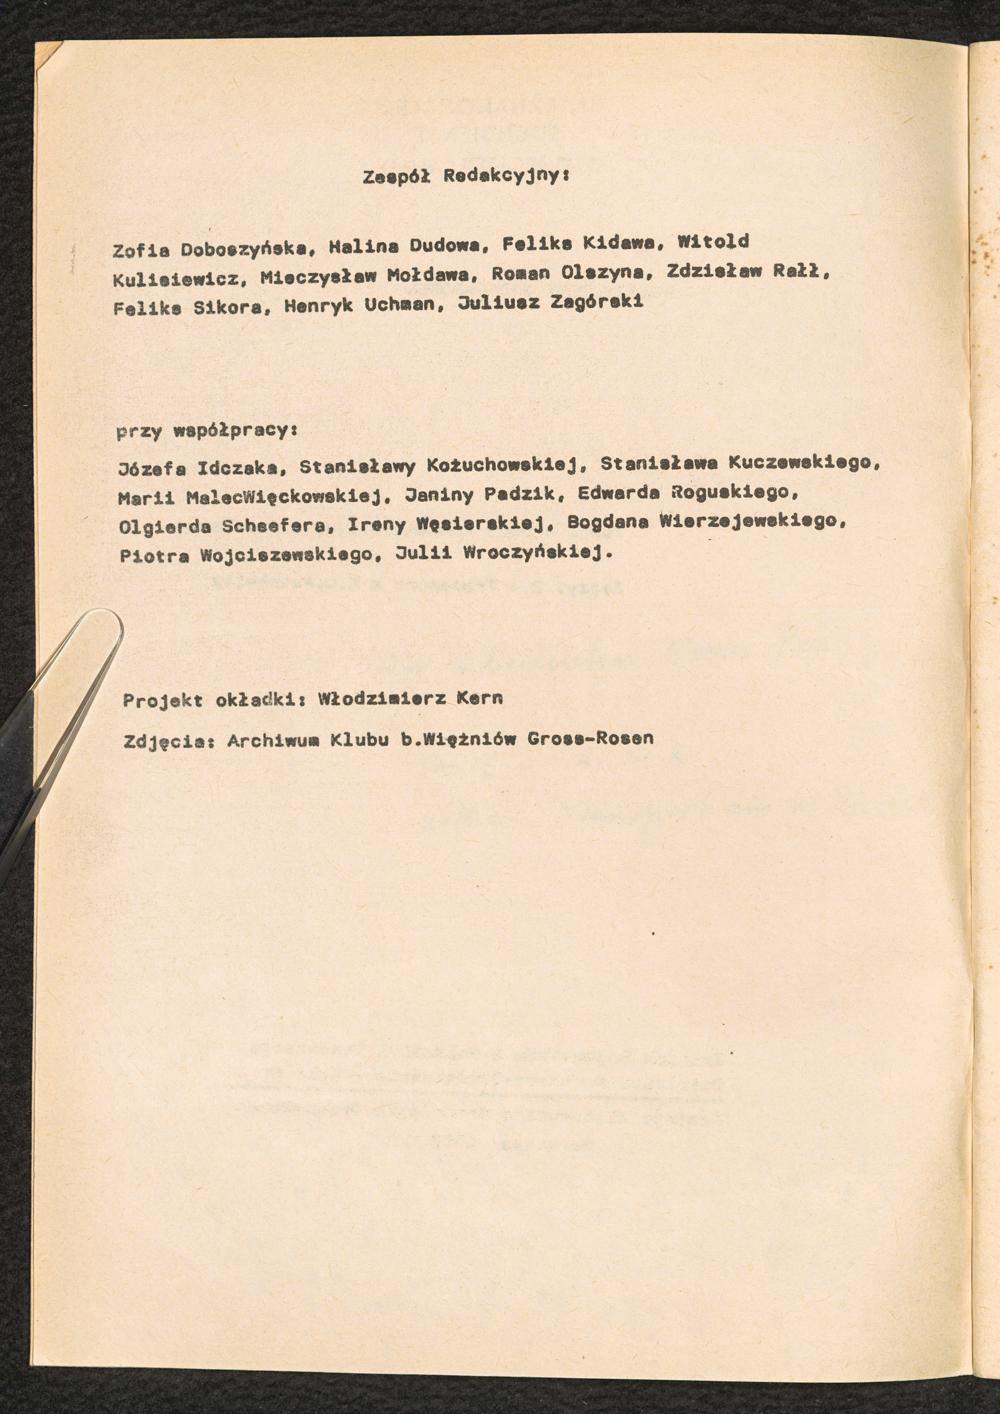 Zespół Redakcyjny:
Zofia Doboszyńska, Halina Dudowa, Feliks Kidawa, Witold
Kulisiewicz, Mieczysław Mołdawa, Roman Olszyna, Zdzisław Rałł,
Feliks Sikora, Henryk Uchman, Juliusz Zagórski
przy współpracy:
Józefa Idczaka, Stanisławy Kożuchowskiej, Stanisława Kuczewskiego,
Marii MalecWięckowskiej, Janiny Padzik, Edwarda Roguskiego,
Olgierda Scheefera, Ireny Węsierskiej, Bogdana Wierzejewskiego,
Piotra Wojciszewskiego, Julii Wroczyńskiej.
Projekt okładki: Włodzimierz Kern
Zdjęcia: Archiwum Klubu b.Więźniów Gross-Rosen